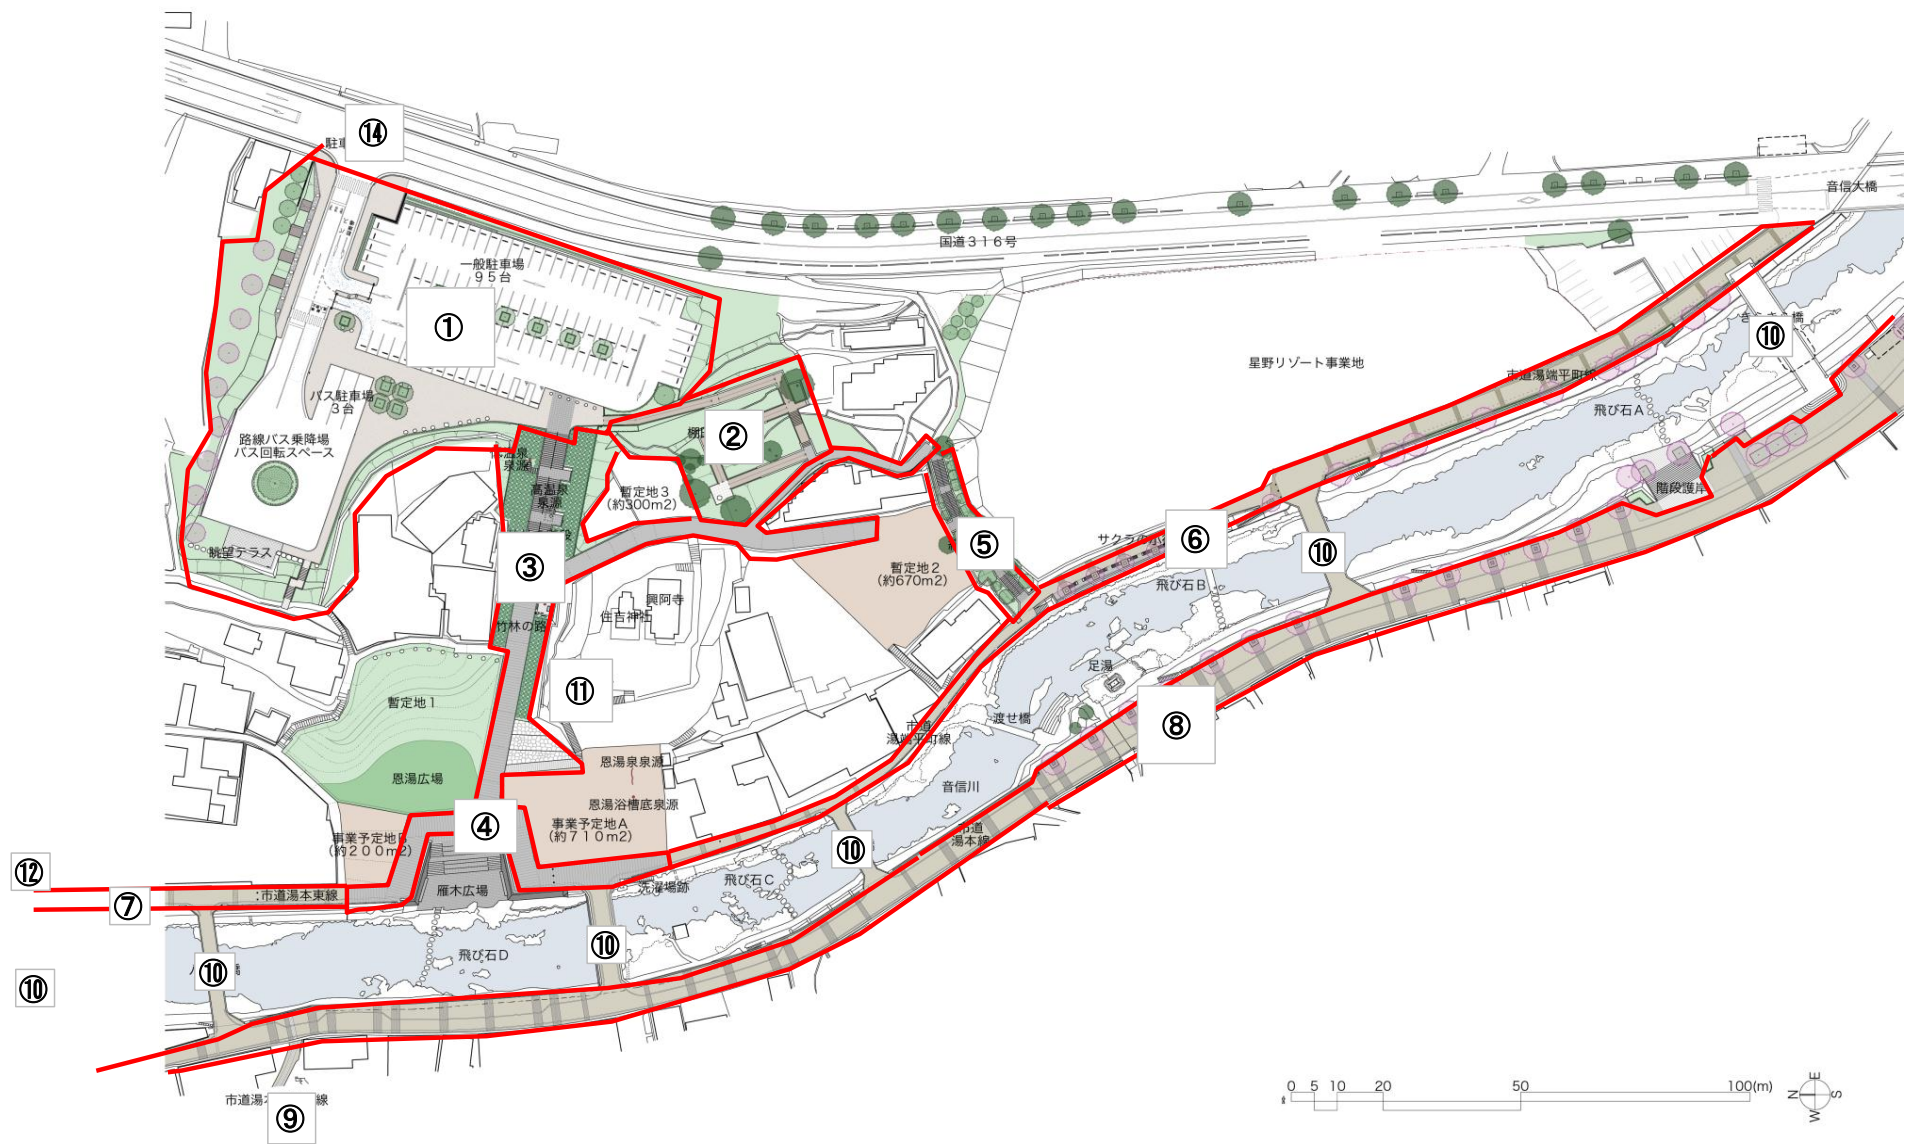 ⑭
駐車
音信大橋
国道316号
一般駐車場
95台
①
星野リゾート事業地
⑩
市道湯端平町線
飛び石A
バス駐車場
3台
②
路線バス乗降場
バス回転スペース
泉源
高温泉
泉源
暫定地3
(約300m2)
階段護岸
眺望テラス
③
⑤
サクラの小
⑥
⑩
暫定地2
(約670m2)
飛び石B
興阿寺
住吉神社
竹林の路
足湯
⑪
暫定地1
渡せ橋
⑧
市道
湯端平町線
恩湯広場
恩湯泉源
音信川
恩湯浴槽底泉源
④
事業予定地A
(約710m2)
事業予定地
(約200m2)
市道
湯本線
⑩
⑫
⑦
市道湯本東線
雁木広場
洗濯場跡
飛び石C
⑩
飛び石D
⑩
⑩
市道湯
線
⑨
0 5 10 20 50 100(m)
N E S W